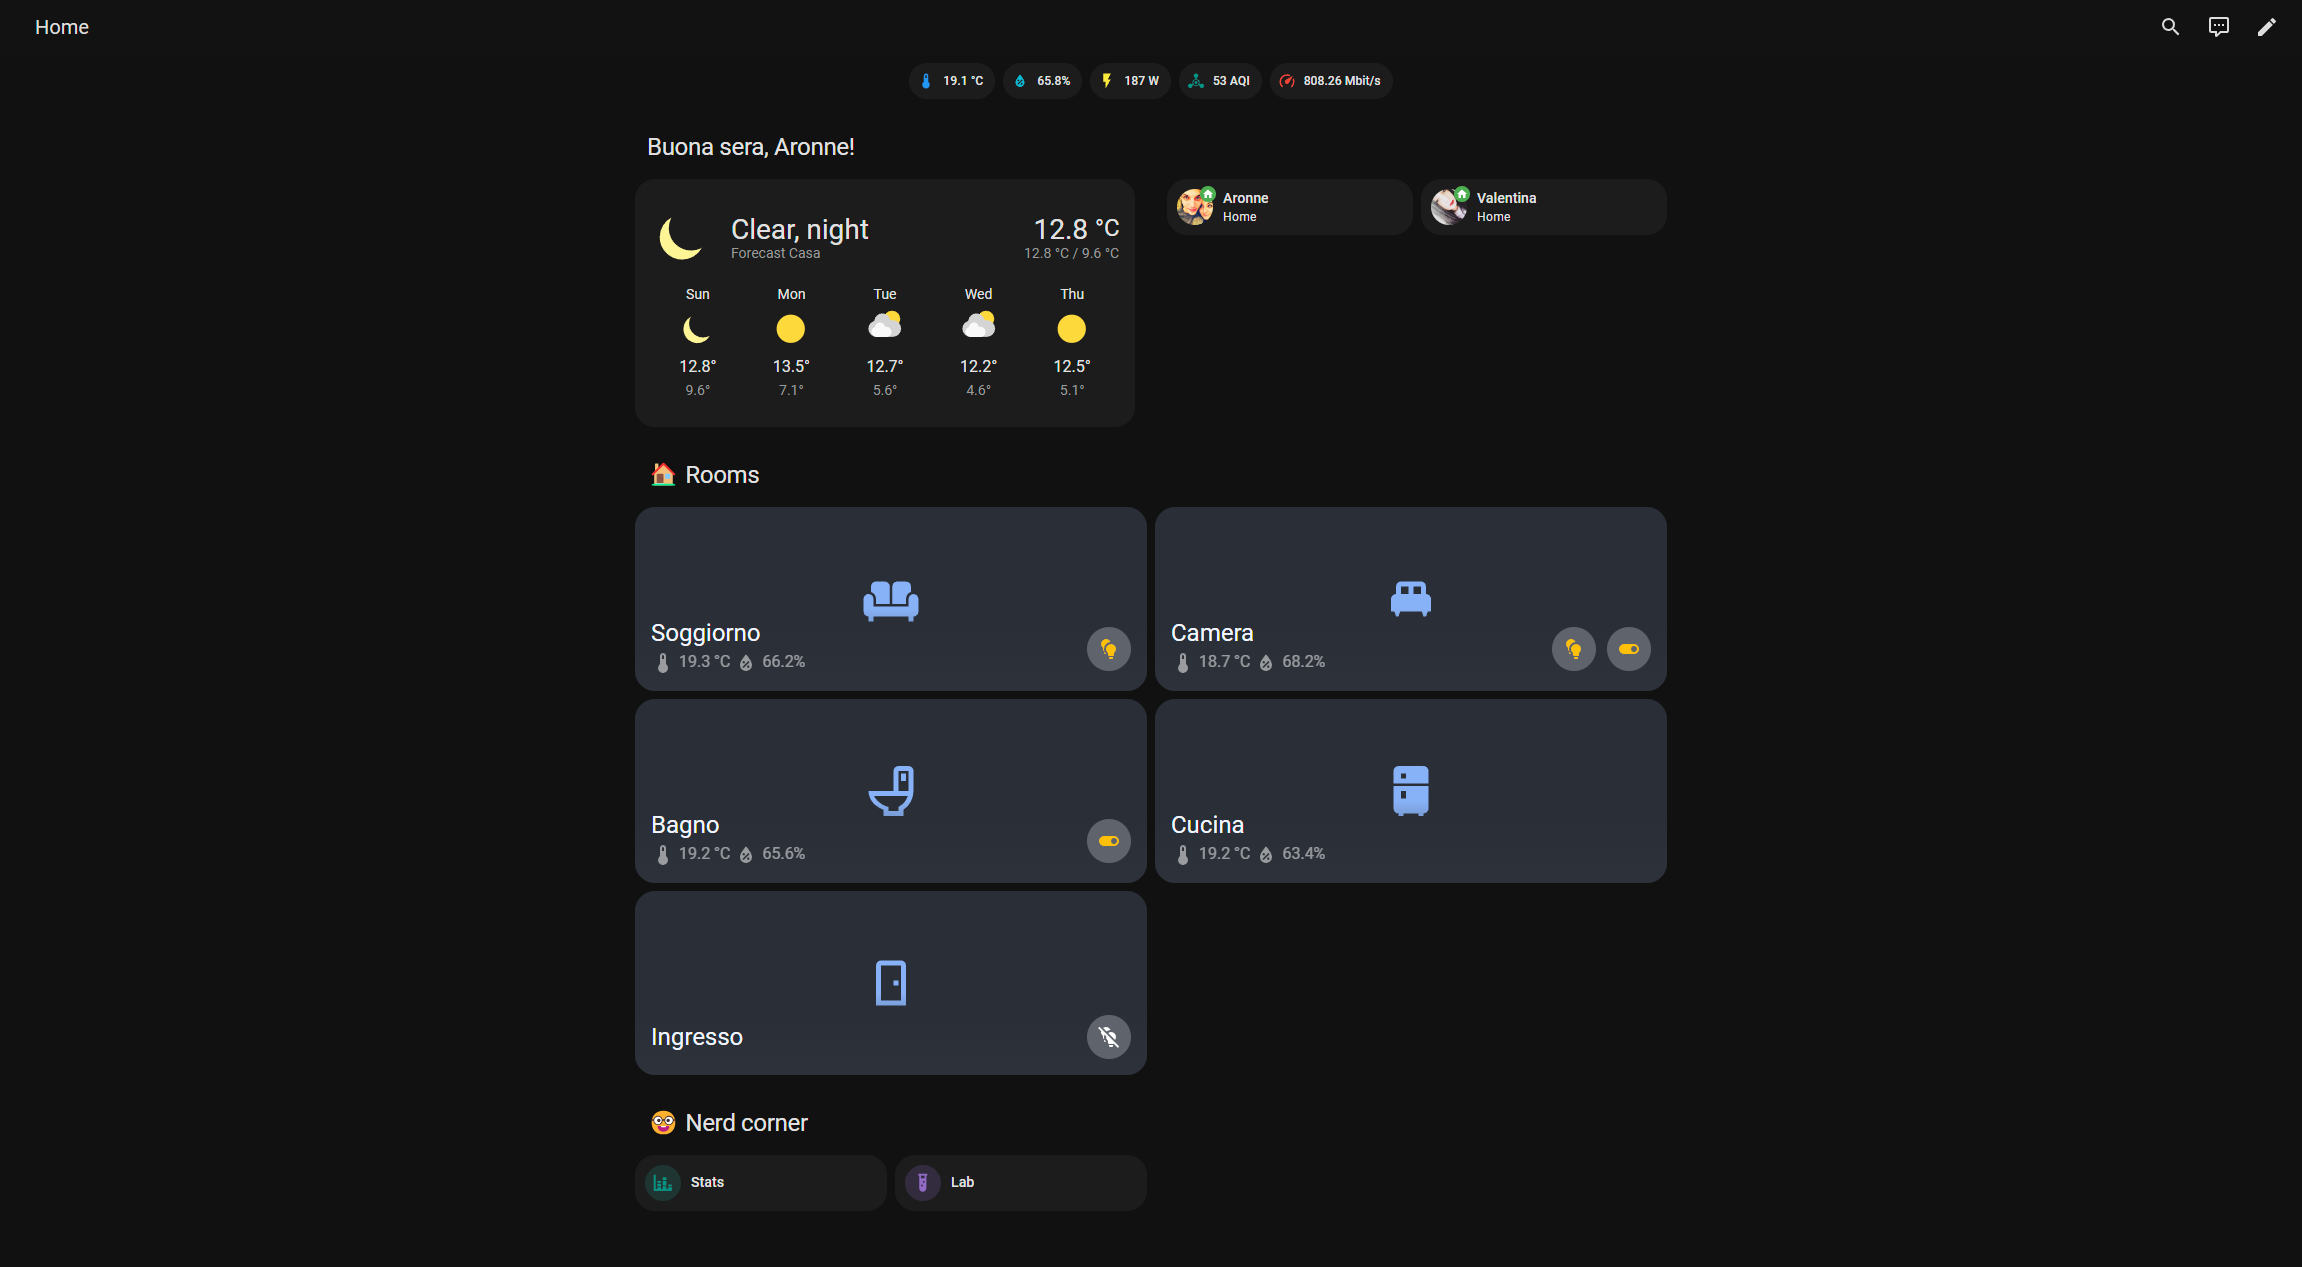 Home
19.1 °C 65.8% 187 W 53 AQI 808.26 Mbit/s
Buona sera, Aronne!
Clear, night 12.8 °C
Forecast Casa 12.8 °C / 9.6 °C
Sun Mon Tue Wed Thu
12.8° 13.5° 12.7° 12.2° 12.5°
9.6° 7.1° 5.6° 4.6° 5.1°
Aronne
Home
Valentina
Home
Rooms
Soggiorno
19.3 °C 66.2%
Camera
18.7 °C 68.2%
Bagno
19.2 °C 65.6%
Cucina
19.2 °C 63.4%
Ingresso
Nerd corner
Stats
Lab